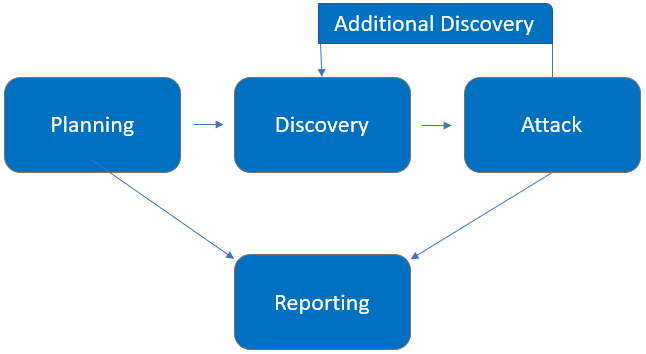 Additional Discovery
Planning
Discovery
Attack
Reporting